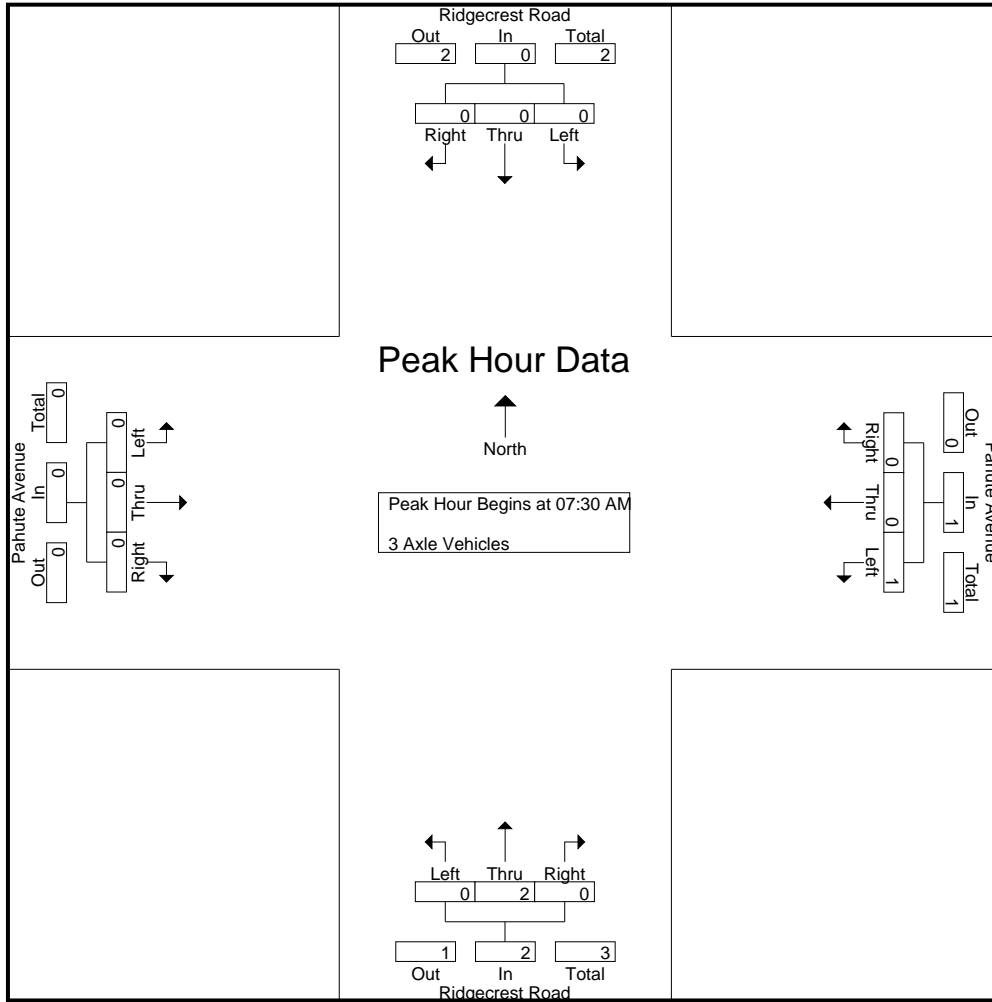 Ridgecrest Road
Out In Total
2 0 2
0 0 0
Right Thru Left
Peak Hour Data
North
Peak Hour Begins at 07:30 AM
3 Axle Vehicles
Pahute Avenue
Total In Out
0 0 0
0 0 0
Left Thru Right
Pahute Avenue
Out In Total
0 1 1
0 0 1
Right Thru Left
Left Thru Right
0 2 0
1 2 3
Out In Total
Ridgecrest Road